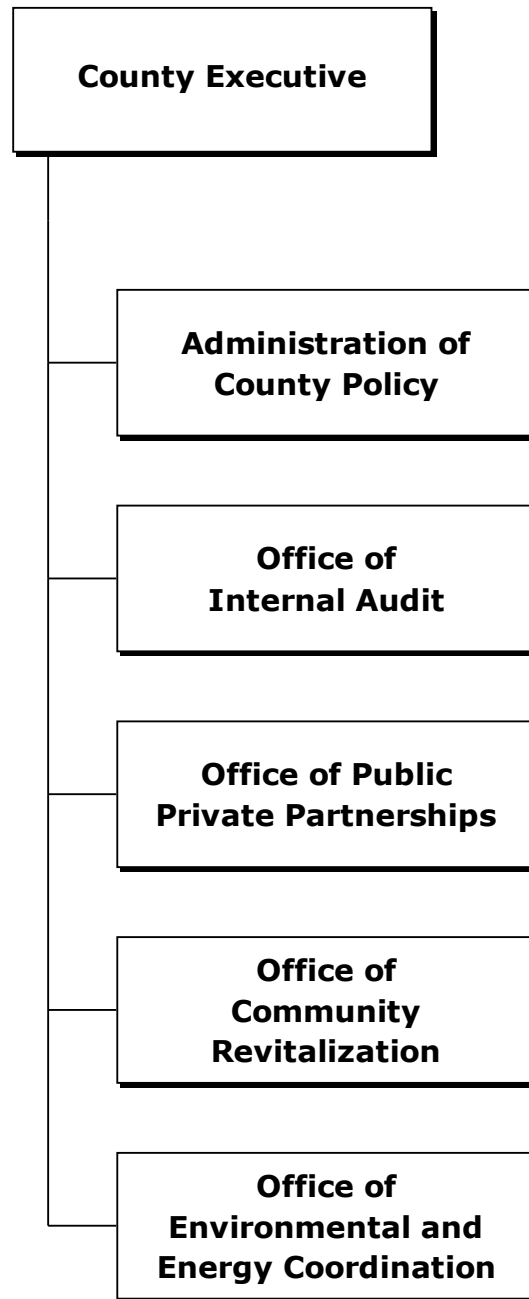 County Executive
Administration of
County Policy
Office of
Internal Audit
Office of Public
Private Partnerships
Office of
Community
Revitalization
Office of
Environmental and
Energy Coordination